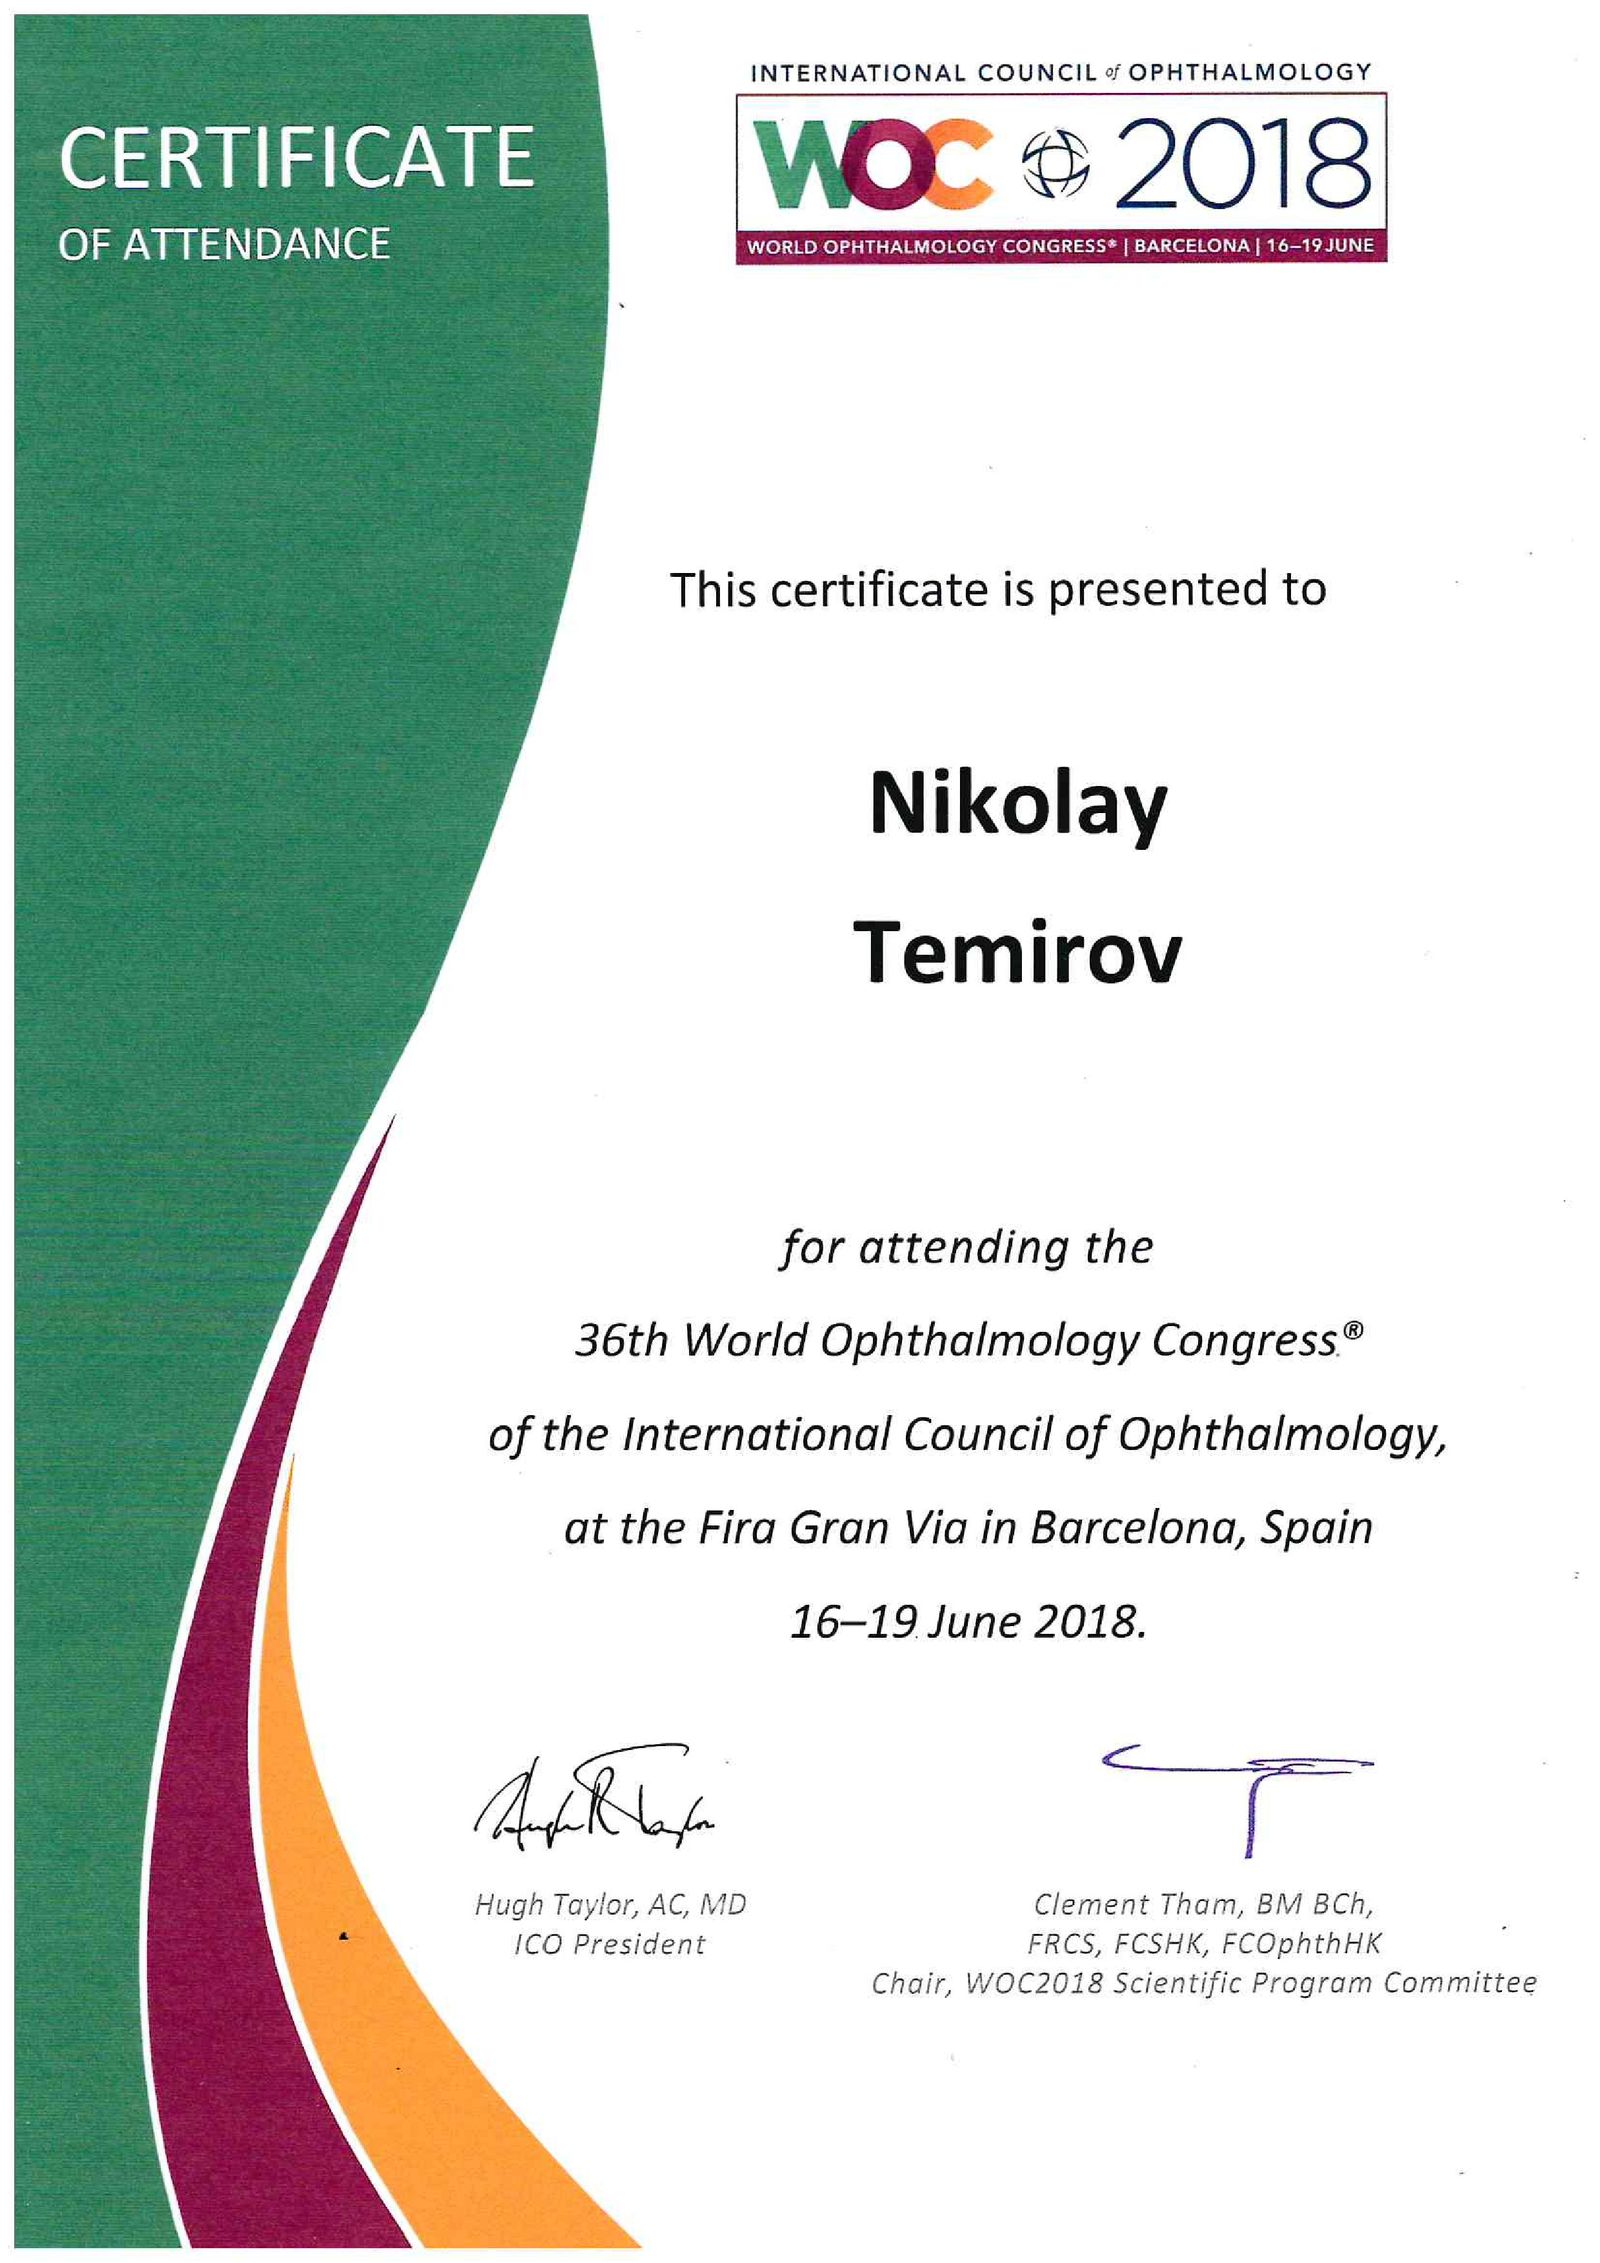 CERTIFICATE
OF ATTENDANCE
INTERNATIONAL COUNCIL of OPHTHALMOLOGY
WOC 2018
WORLD OPHTHALMOLOGY CONGRESS® | BARCELONA | 16–19 JUNE
This certificate is presented to
Nikolay
Temirov
for attending the
36th World Ophthalmology Congress®
of the International Council of Ophthalmology,
at the Fira Gran Via in Barcelona, Spain
16–19 June 2018.
Hugh R Taylor
Hugh Taylor, AC, MD
ICO President
Clement Tham, BM BCh,
FRCS, FCSHK, FCOphthHK
Chair, WOC2018 Scientific Program Committee